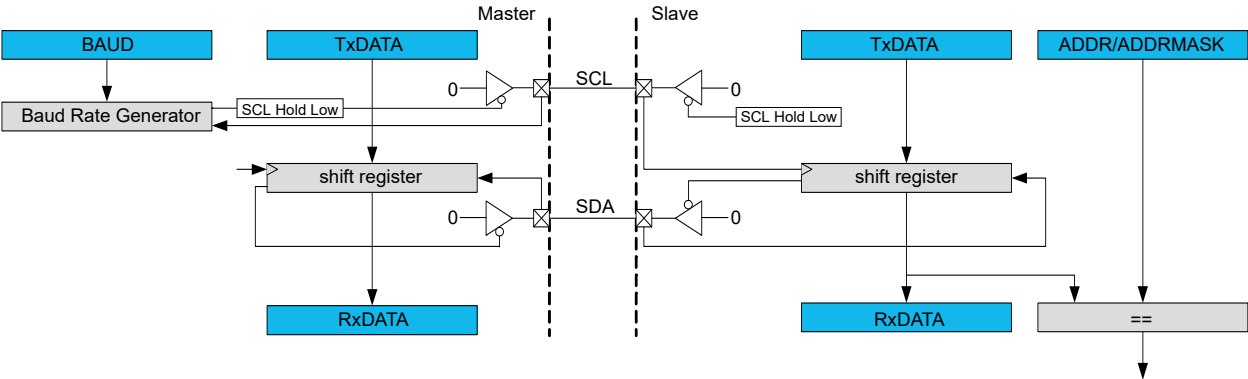 Master
Slave
BAUD
TxDATA
TxDATA
ADDR/ADDRMASK
0
SCL
0
Baud Rate Generator
SCL Hold Low
SCL Hold Low
shift register
shift register
0
SDA
0
RxDATA
RxDATA
==